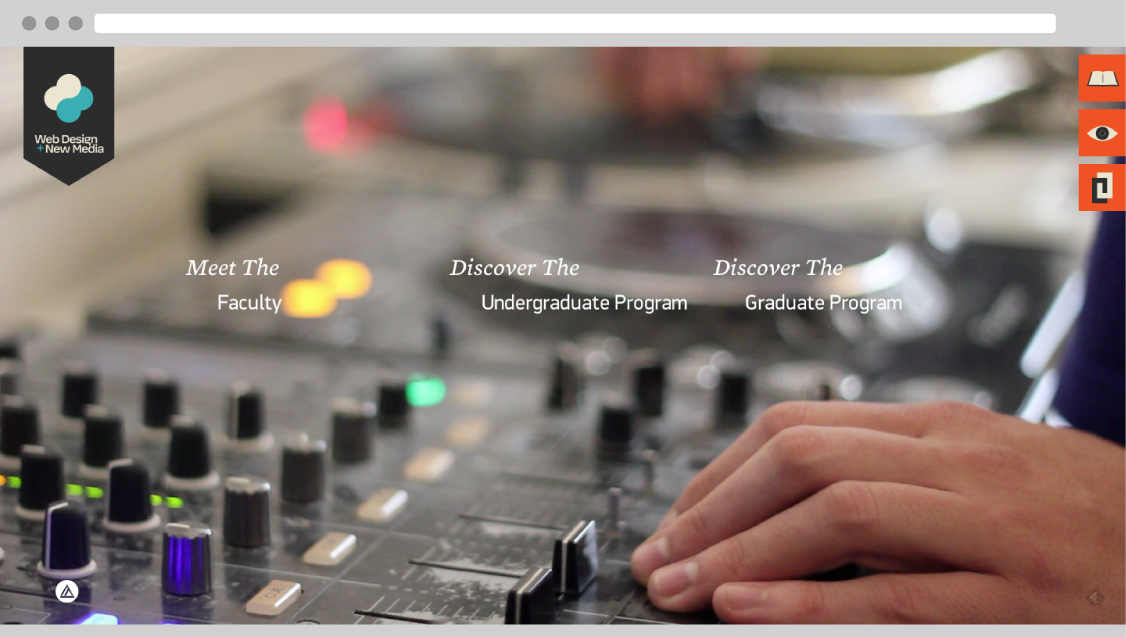 Web Design
+New Media
Meet The
Faculty
Discover The
Undergraduate Program
Discover The
Graduate Program